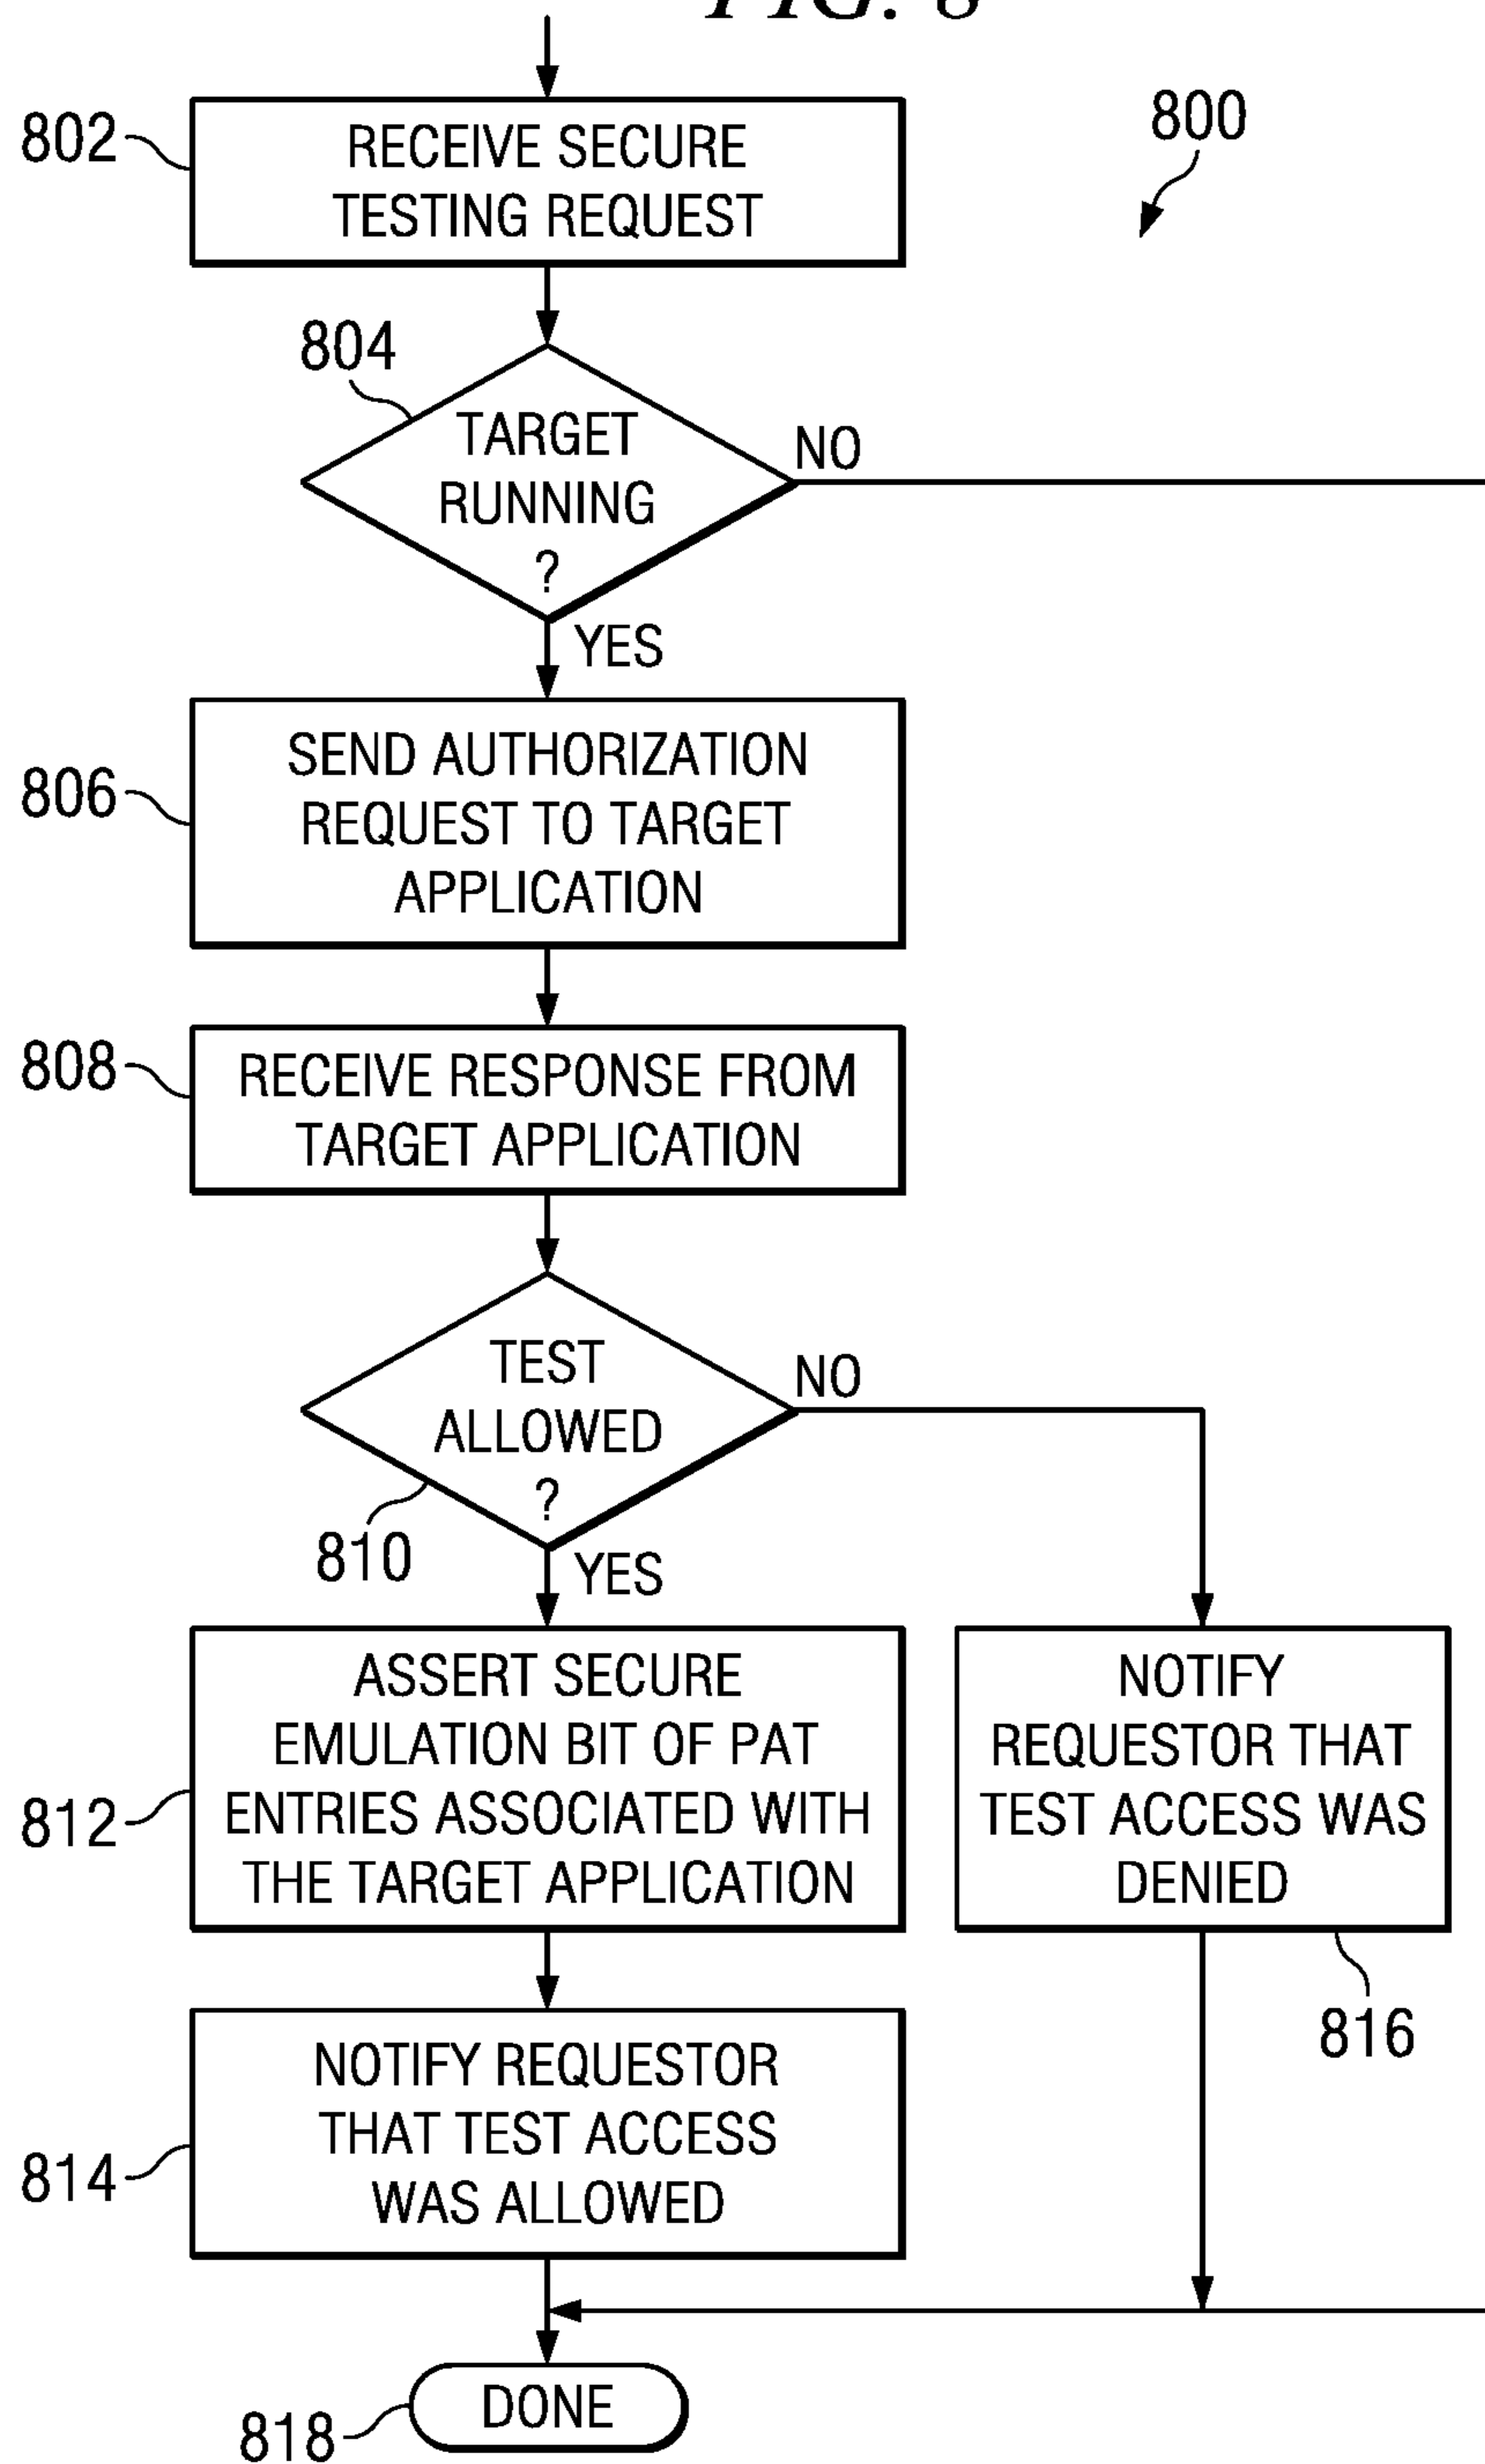 FIG. 8
800
802
RECEIVE SECURE
TESTING REQUEST
804
TARGET
RUNNING
?
NO
YES
806
SEND AUTHORIZATION
REQUEST TO TARGET
APPLICATION
808
RECEIVE RESPONSE FROM
TARGET APPLICATION
TEST
ALLOWED
?
NO
810
YES
812
ASSERT SECURE
EMULATION BIT OF PAT
ENTRIES ASSOCIATED WITH
THE TARGET APPLICATION
NOTIFY
REQUESTOR THAT
TEST ACCESS WAS
DENIED
816
814
NOTIFY REQUESTOR
THAT TEST ACCESS
WAS ALLOWED
818
DONE